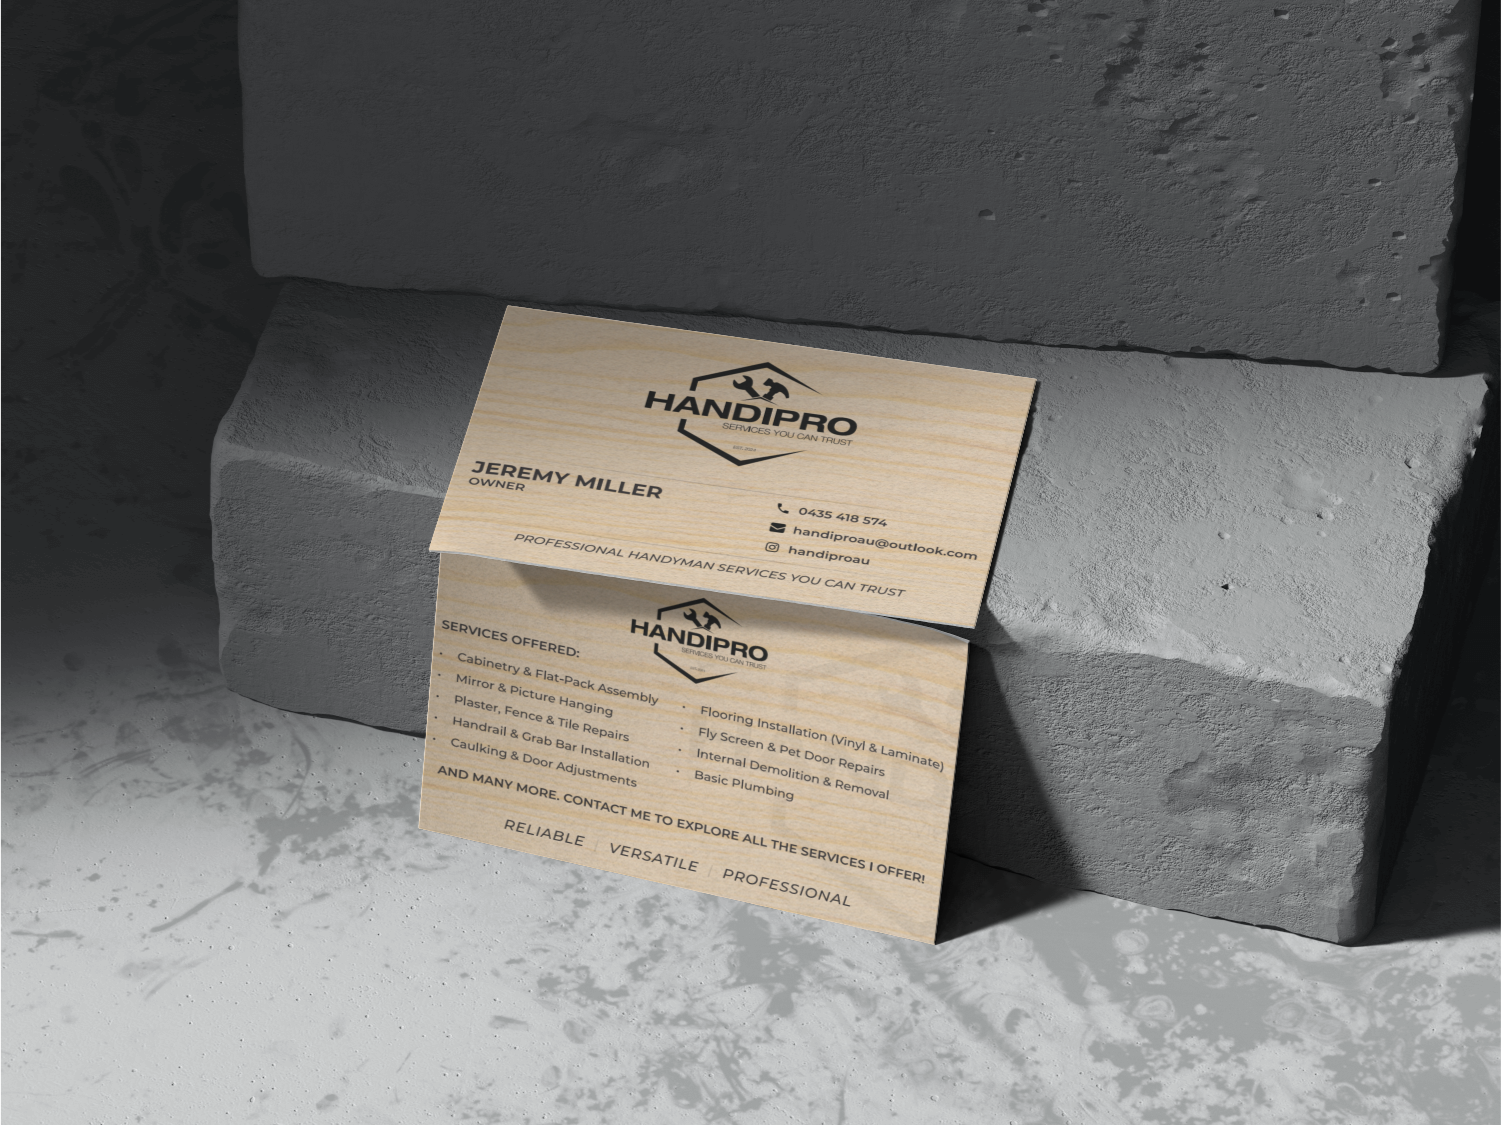 HANDIPRO
SERVICES YOU CAN TRUST
JEREMY MILLER
OWNER
0435 418 574
handiproau@outlook.com
handiproau
PROFESSIONAL HANDYMAN SERVICES YOU CAN TRUST
HANDIPRO
SERVICES YOU CAN TRUST
SERVICES OFFERED:
· Cabinetry & Flat-Pack Assembly
· Mirror & Picture Hanging
· Plaster, Fence & Tile Repairs
· Handrail & Grab Bar Installation
· Caulking & Door Adjustments
· Flooring Installation (Vinyl & Laminate)
· Fly Screen & Pet Door Repairs
· Internal Demolition & Removal
· Basic Plumbing
AND MANY MORE. CONTACT ME TO EXPLORE ALL THE SERVICES I OFFER!
RELIABLE | VERSATILE | PROFESSIONAL